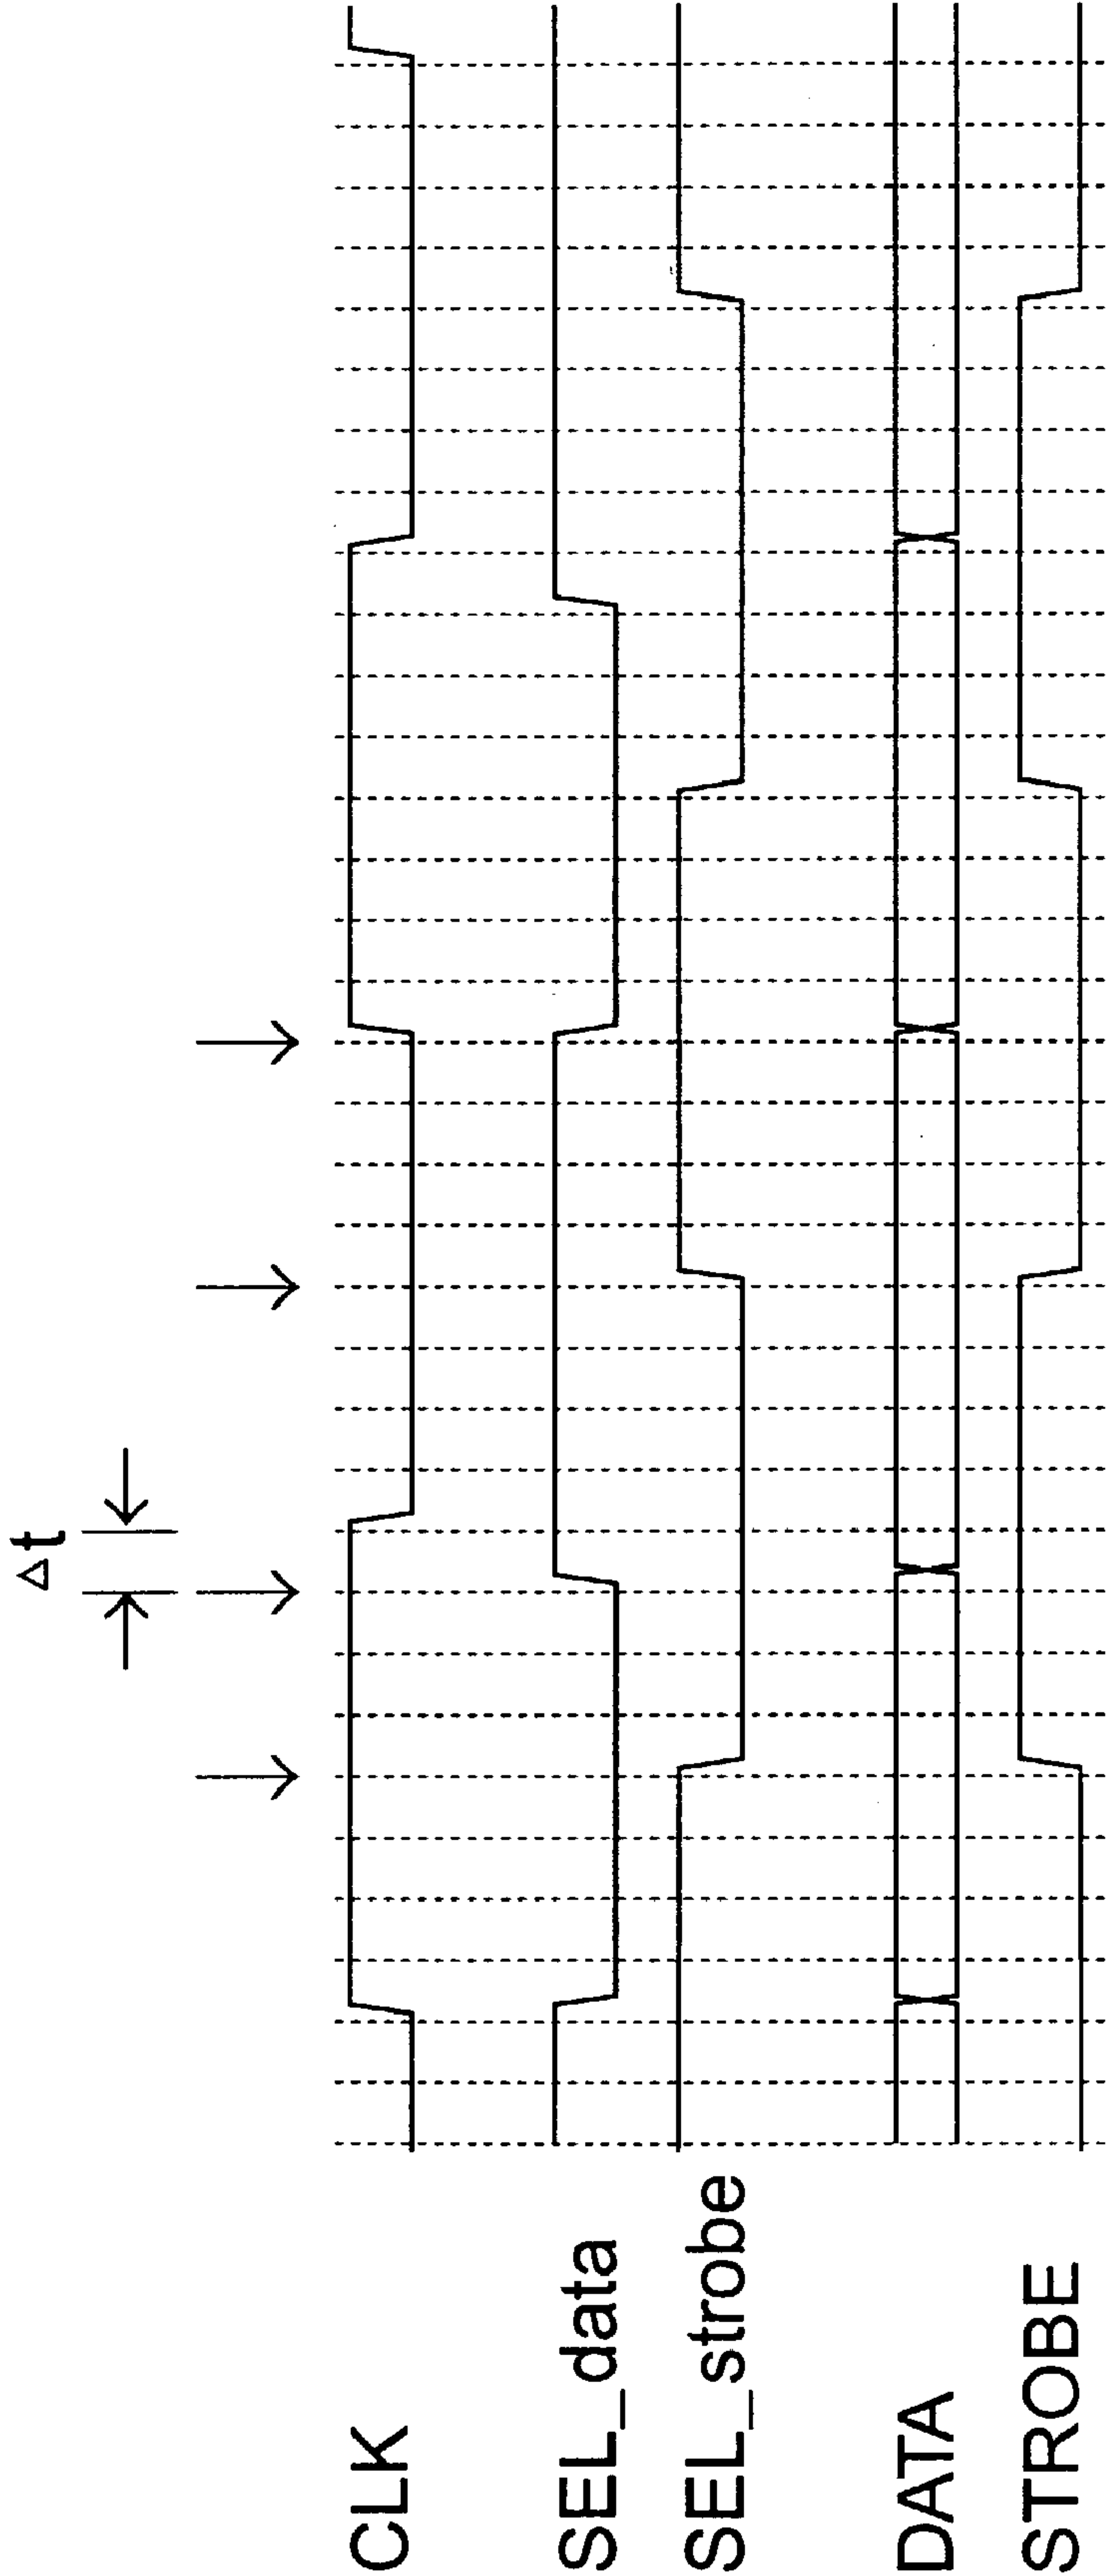 Δt
CLK
SEL_data
SEL_strobe
DATA
STROBE